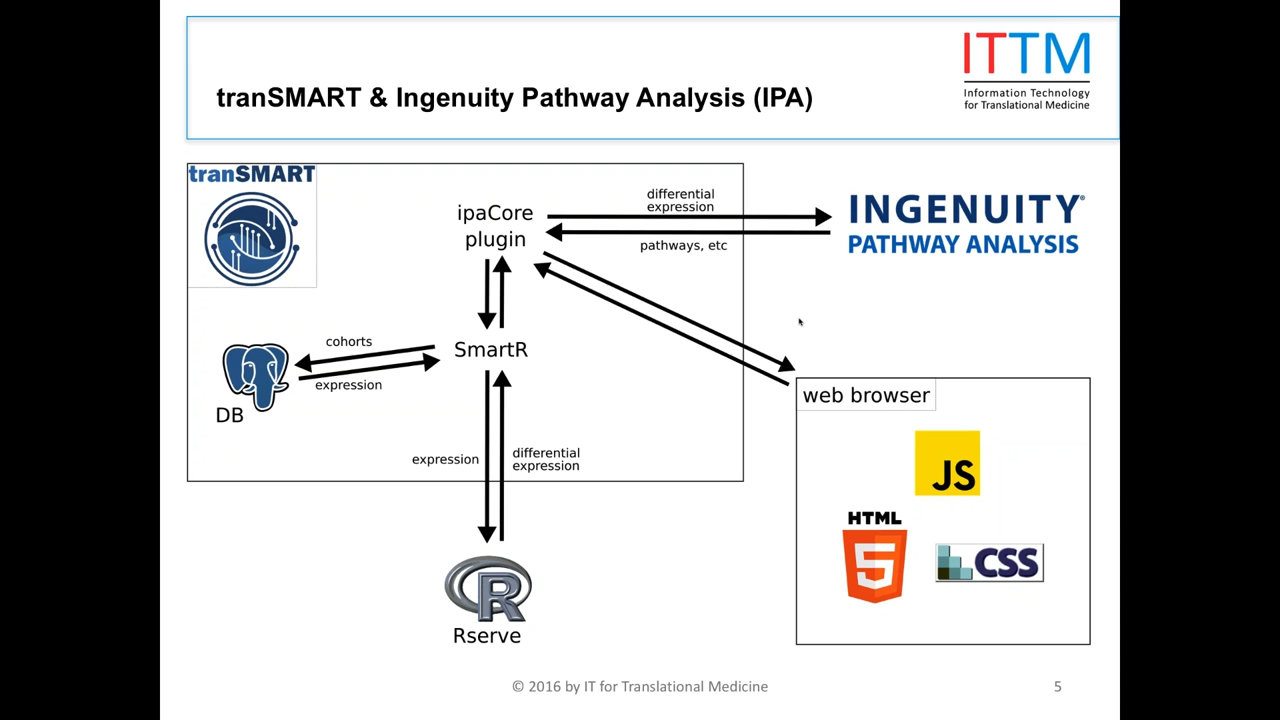 ITTM
Information Technology
for Translational Medicine
tranSMART & Ingenuity Pathway Analysis (IPA)
tranSMART
ipaCore
plugin
differential
expression
pathways, etc
INGENUITY®
PATHWAY ANALYSIS
cohorts
expression
DB
SmartR
expression
differential
expression
Rserve
web browser
JS
HTML
5
CSS
© 2016 by IT for Translational Medicine
5